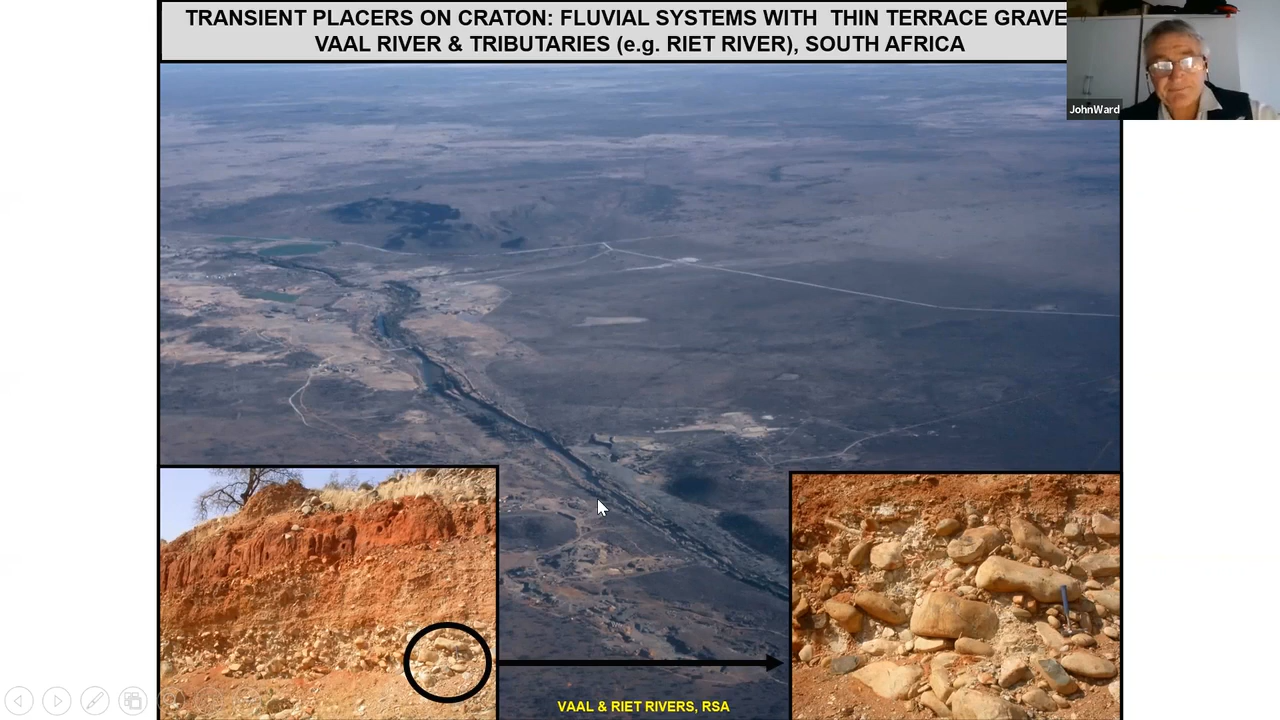 TRANSIENT PLACERS ON CRATON: FLUVIAL SYSTEMS WITH THIN TERRACE GRAVE
VAAL RIVER & TRIBUTARIES (e.g. RIET RIVER), SOUTH AFRICA
JohnWard
VAAL & RIET RIVERS, RSA